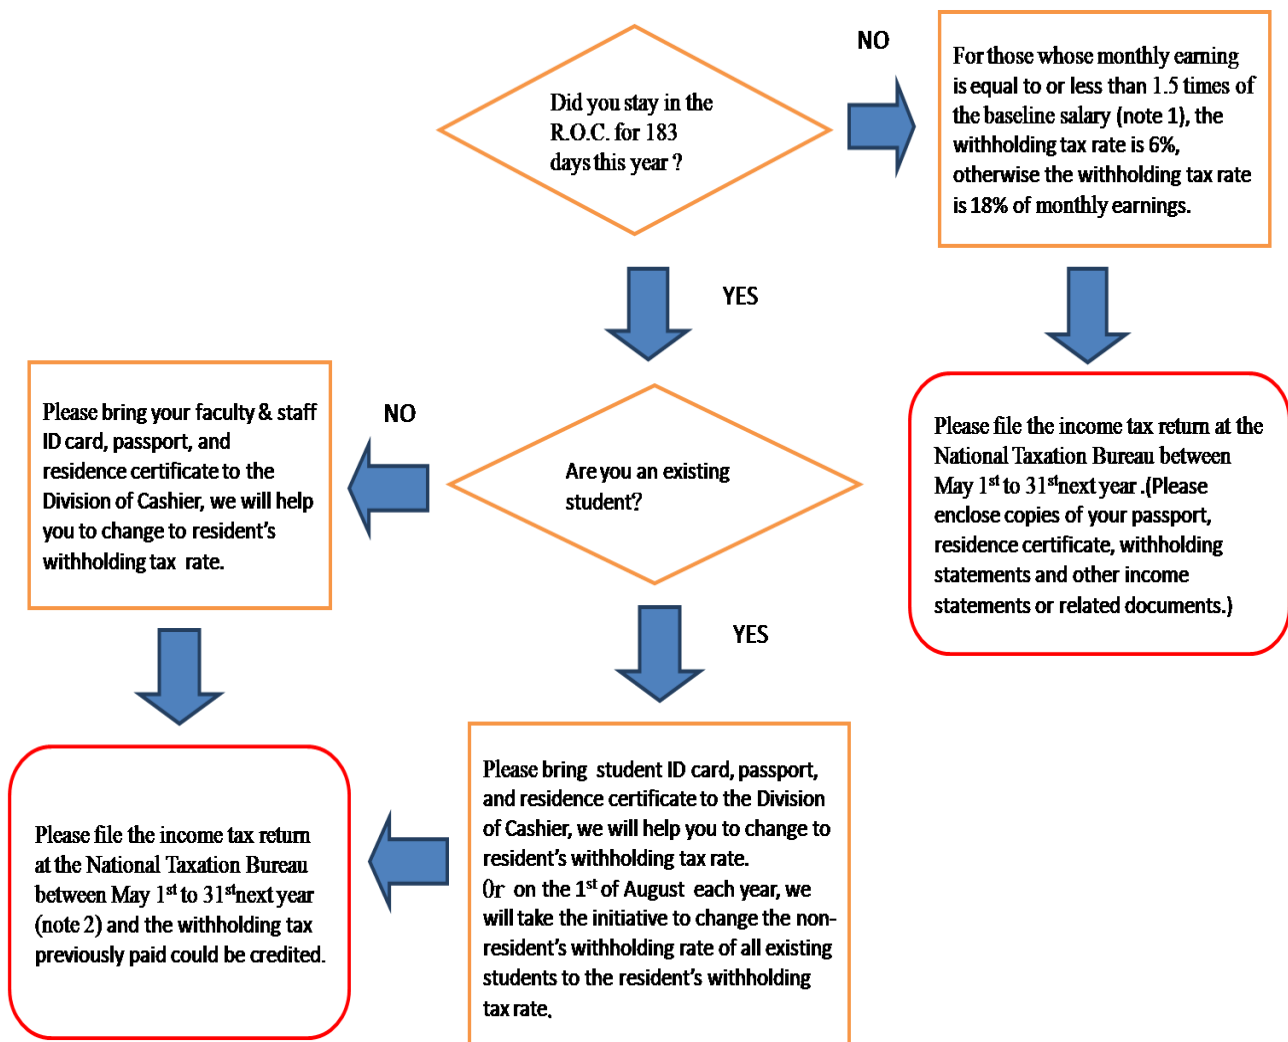 Did you stay in the
R.O.C. for 183
days this year ?
NO
For those whose monthly earning
is equal to or less than 1.5 times of
the baseline salary (note 1), the
withholding tax rate is 6%,
otherwise the withholding tax rate
is 18% of monthly earnings.
YES
Please bring your faculty & staff
ID card, passport, and
residence certificate to the
Division of Cashier, we will help
you to change to resident's
withholding tax rate.
NO
Are you an existing
student?
Please file the income tax return at the
National Taxation Bureau between
May 1st to 31stnext year .(Please
enclose copies of your passport,
residence certificate, withholding
statements and other income
statements or related documents.)
YES
Please file the income tax return
at the National Taxation Bureau
between May 1st to 31stnext year
(note 2) and the withholding tax
previously paid could be credited.
Please bring student ID card, passport,
and residence certificate to the Division
of Cashier, we will help you to change to
resident's withholding tax rate.
Or on the 1st of August each year, we
will take the initiative to change the non-
resident's withholding rate of all existing
students to the resident's withholding
tax rate.